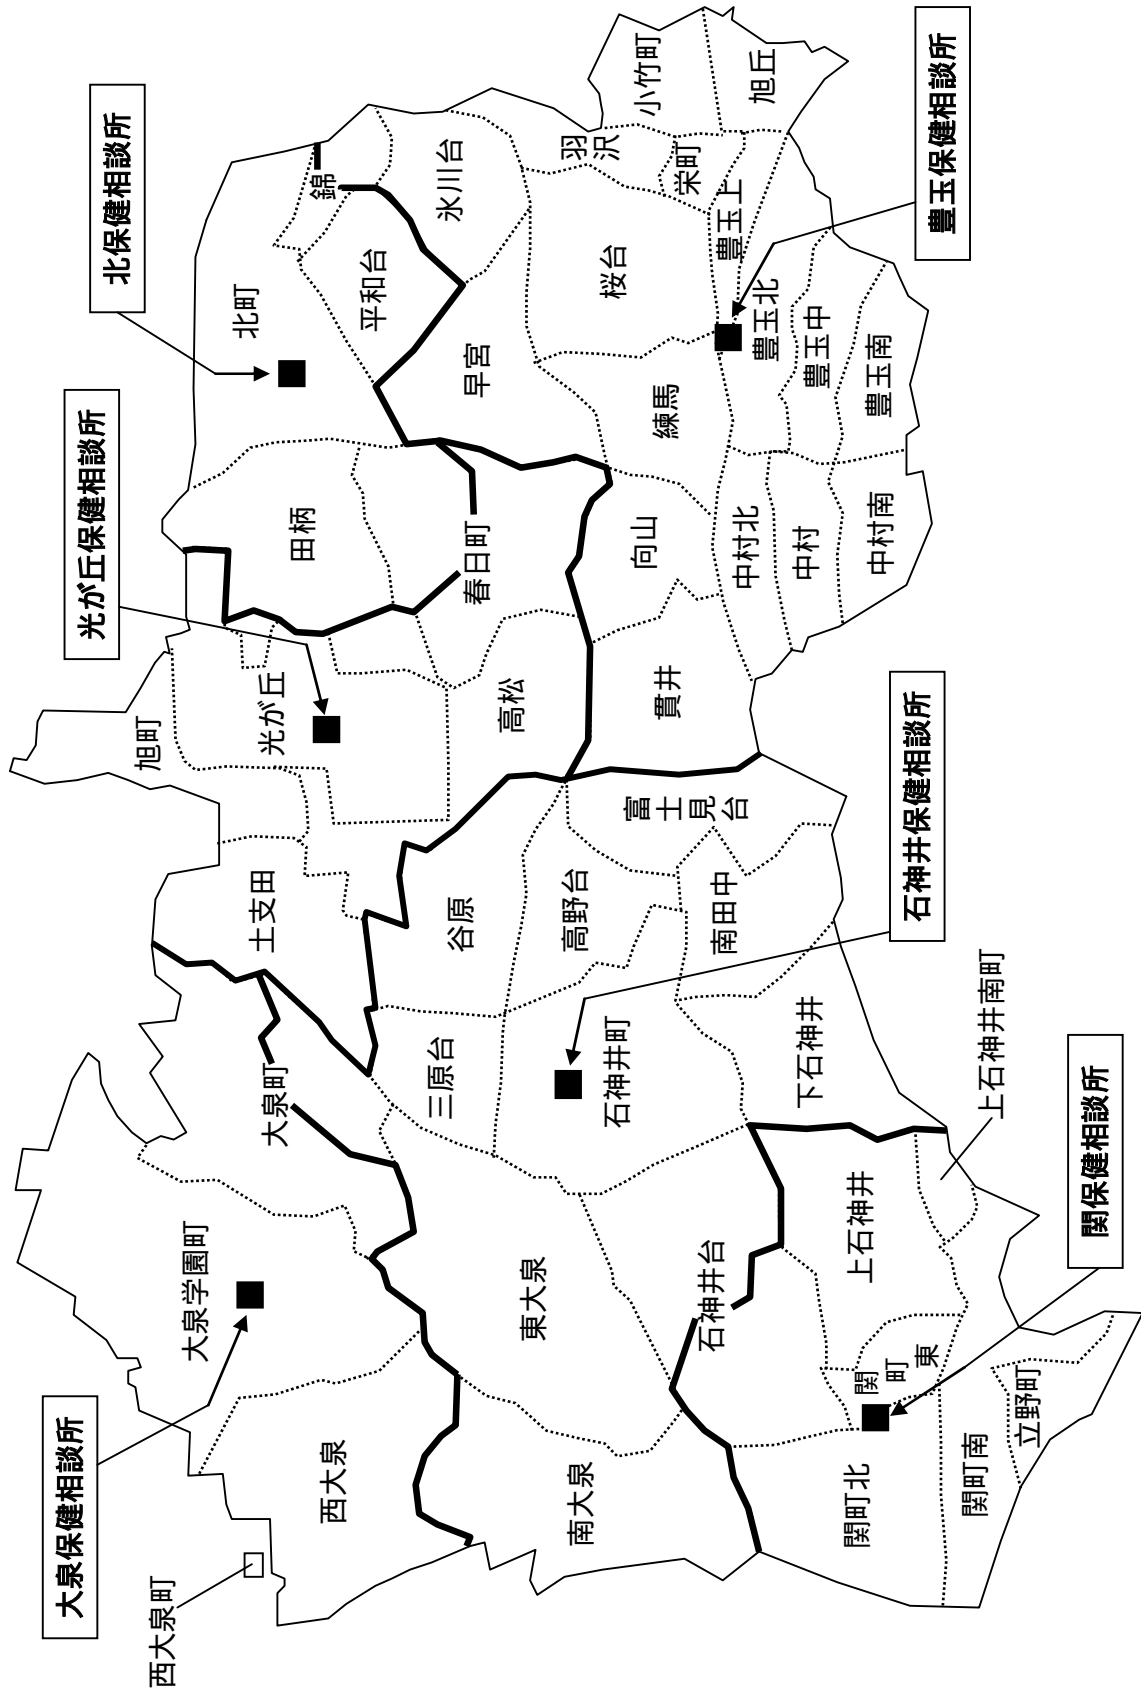 大泉保健相談所
光が丘保健相談所
北保健相談所
豊玉保健相談所
石神井保健相談所
関保健相談所
西大泉町
西大泉
大泉学園町
大泉町
土支田
旭町
光が丘
田柄
北町
錦
平和台
氷川台
早宮
春日町
高松
谷原
三原台
東大泉
南大泉
石神井台
石神井町
高野台
富士見台
南田中
下石神井
上石神井
上石神井南町
関町東
関町北
関町南
立野町
貫井
向山
練馬
桜台
羽沢
小竹町
旭丘
栄町
豊玉上
豊玉北
豊玉中
豊玉南
中村北
中村
中村南